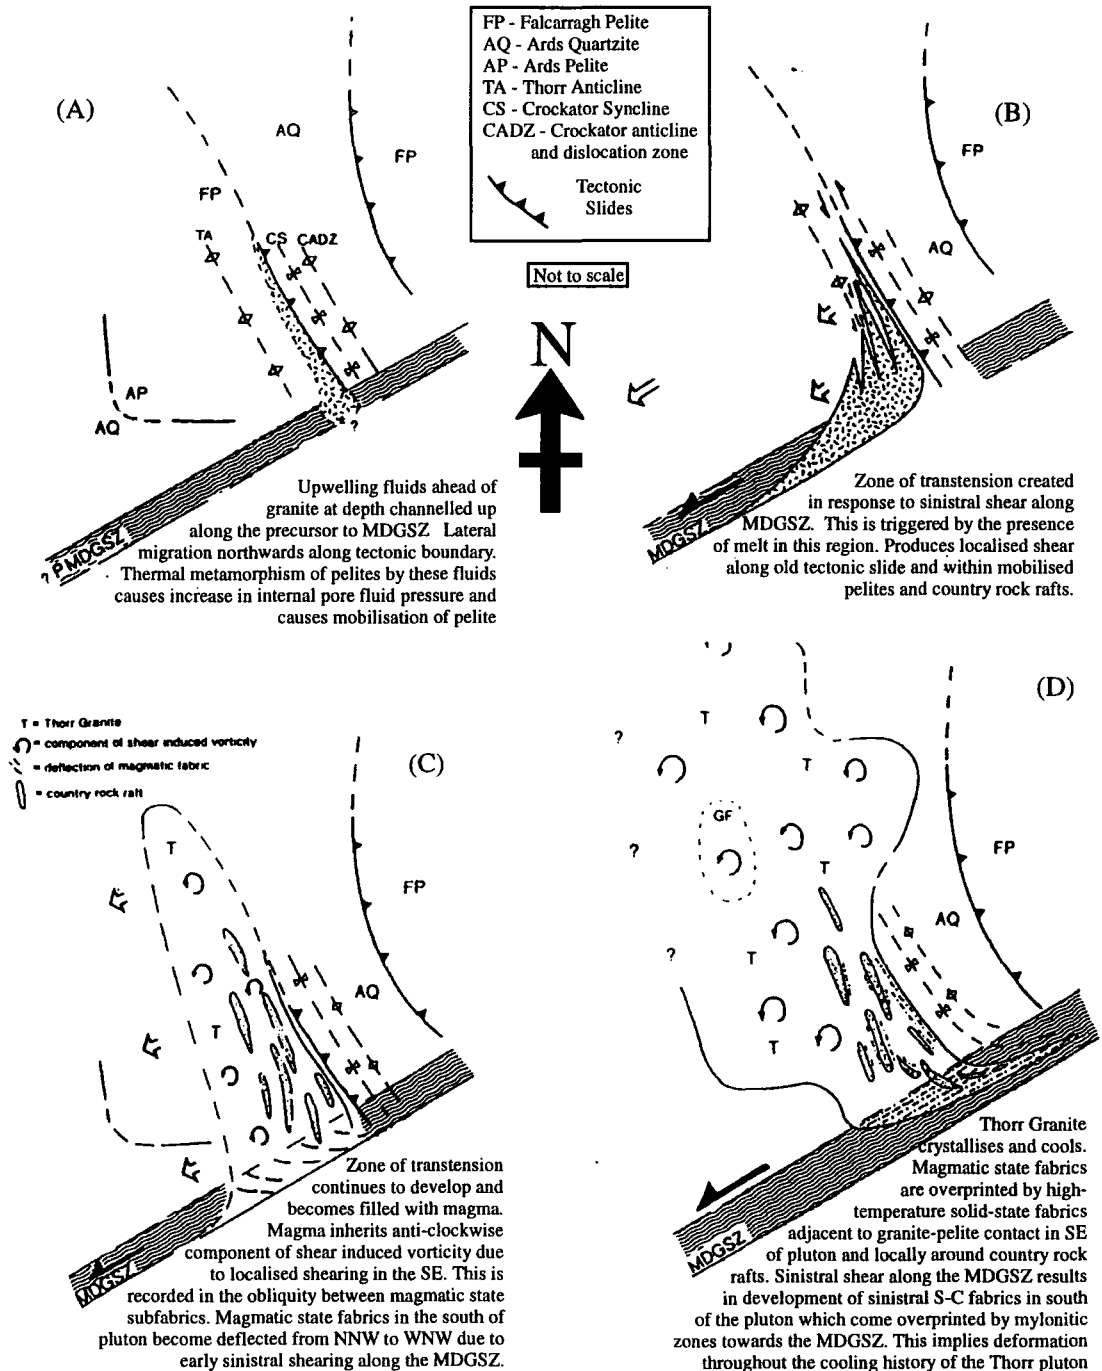 FP - Falcarragh Pelite
AQ - Ards Quartzite
AP - Ards Pelite
TA - Thorr Anticline
CS - Crockator Syncline
CADZ - Crockator anticline
and dislocation zone
Tectonic
Slides
Not to scale
N
(A)
AQ
FP
FP
TA
CS
CADZ
AP
AQ
?
? P MDGSZ
Upwelling fluids ahead of
granite at depth channelled up
along the precursor to MDGSZ Lateral
migration northwards along tectonic boundary.
Thermal metamorphism of pelites by these fluids
causes increase in internal pore fluid pressure and
causes mobilisation of pelite
(B)
FP
AQ
MDGSZ
Zone of transtension created
in response to sinistral shear along
MDGSZ. This is triggered by the presence
of melt in this region. Produces localised shear
along old tectonic slide and within mobilised
pelites and country rock rafts.
T = Thorr Granite
= component of shear induced vorticity
= deflection of magmatic fabric
= country rock raft
(C)
T
FP
AQ
T
MDGSZ
Zone of transtension
continues to develop and
becomes filled with magma.
Magma inherits anti-clockwise
component of shear induced vorticity due
to localised shearing in the SE. This is
recorded in the obliquity between magmatic state
subfabrics. Magmatic state fabrics in the south of
pluton become deflected from NNW to WNW due to
early sinistral shearing along the MDGSZ.
(D)
T
?
T
GF
?
FP
T
AQ
?
T
T
MDGSZ
Thorr Granite
crystallises and cools.
Magmatic state fabrics
are overprinted by high-
temperature solid-state fabrics
adjacent to granite-pelite contact in SE
of pluton and locally around country rock
rafts. Sinistral shear along the MDGSZ results
in development of sinistral S-C fabrics in south
of the pluton which come overprinted by mylonitic
zones towards the MDGSZ. This implies deformation
throughout the cooling history of the Thorr pluton